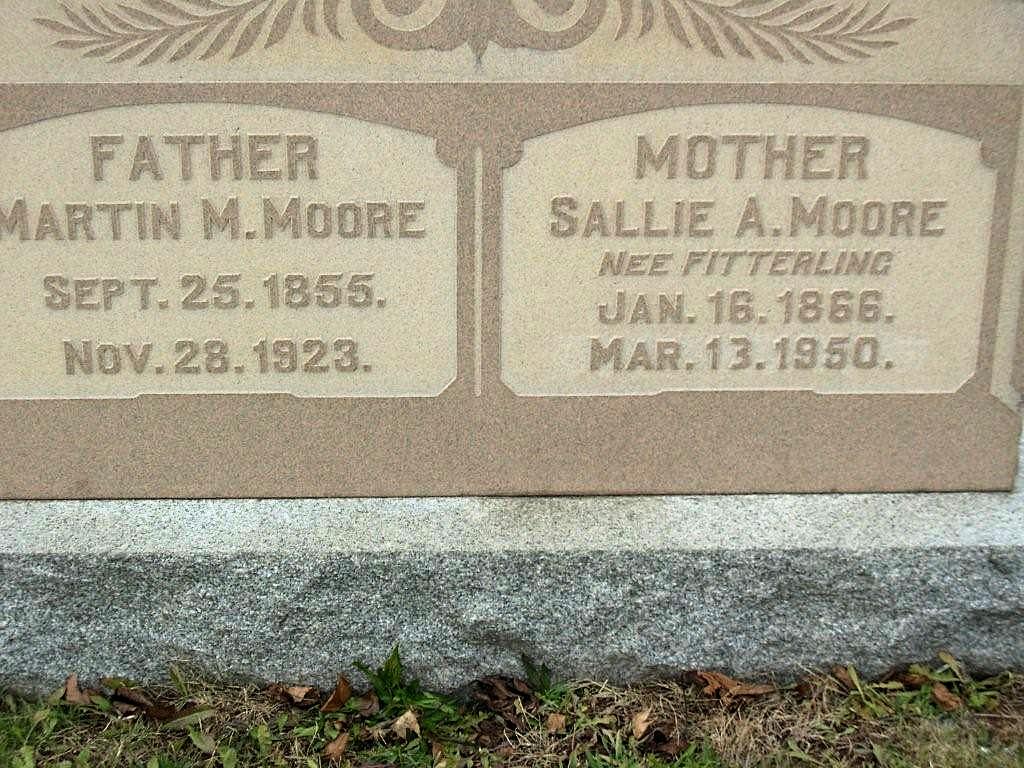 FATHER
MARTIN M. MOORE
SEPT. 25. 1855.
NOV. 28. 1923.
MOTHER
SALLIE A. MOORE
NEE FITTERLING
JAN. 16. 1866.
MAR. 13. 1950.